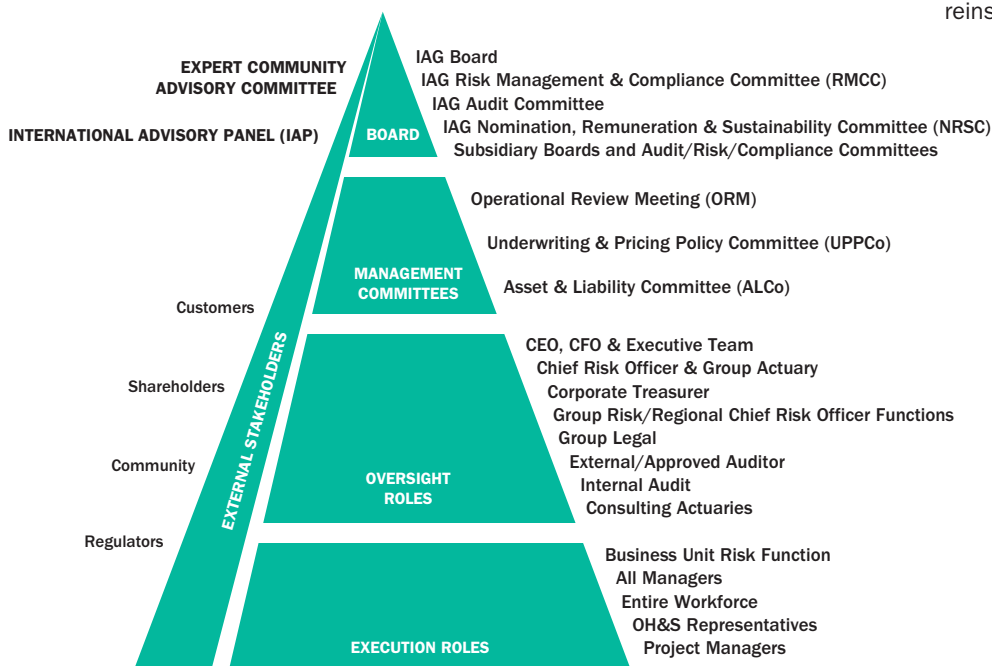 reins
EXPERT COMMUNITY
ADVISORY COMMITTEE
INTERNATIONAL ADVISORY PANEL (IAP)
BOARD
IAG Board
IAG Risk Management & Compliance Committee (RMCC)
IAG Audit Committee
IAG Nomination, Remuneration & Sustainability Committee (NRSC)
Subsidiary Boards and Audit/Risk/Compliance Committees
MANAGEMENT
COMMITTEES
Operational Review Meeting (ORM)
Underwriting & Pricing Policy Committee (UPPCo)
Asset & Liability Committee (ALCo)
Customers
Shareholders
Community
Regulators
EXTERNAL STAKEHOLDERS
OVERSIGHT
ROLES
CEO, CFO & Executive Team
Chief Risk Officer & Group Actuary
Corporate Treasurer
Group Risk/Regional Chief Risk Officer Functions
Group Legal
External/Approved Auditor
Internal Audit
Consulting Actuaries
EXECUTION ROLES
Business Unit Risk Function
All Managers
Entire Workforce
OH&S Representatives
Project Managers